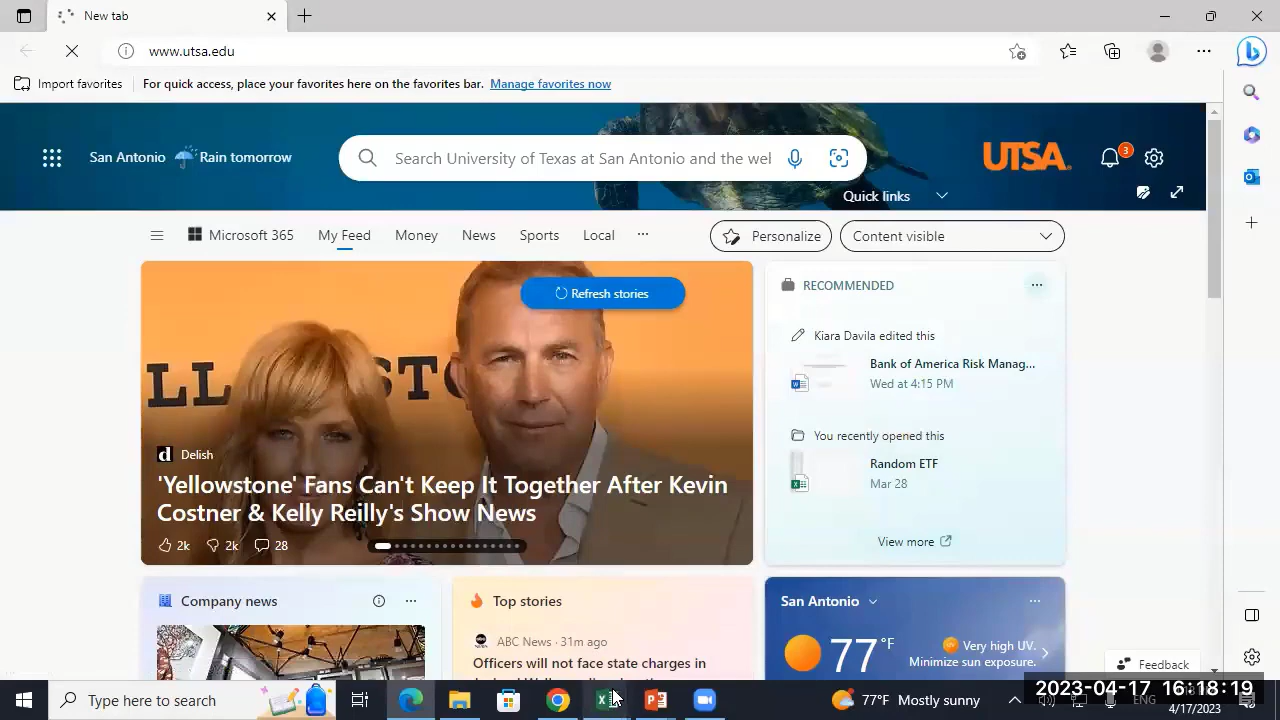 New tab
www.utsa.edu
Import favorites
For quick access, place your favorites here on the favorites bar. Manage favorites now
San Antonio Rain tomorrow
Search University of Texas at San Antonio and the wel
UTSA
3
Quick links
Microsoft 365
My Feed
Money
News
Sports
Local
Personalize
Content visible
Refresh stories
RECOMMENDED
Kiara Davila edited this
Bank of America Risk Manag...
Wed at 4:15 PM
You recently opened this
Random ETF
Mar 28
View more
Delish
'Yellowstone' Fans Can't Keep It Together After Kevin
Costner & Kelly Reilly's Show News
2k
2k
28
Company news
Top stories
ABC News · 31m ago
Officers will not face state charges in
San Antonio
77°F
Very high UV.
Minimize sun exposure.
Feedback
Type here to search
77°F Mostly sunny
ENG
2023-04-17 16:18:19
4/17/2023